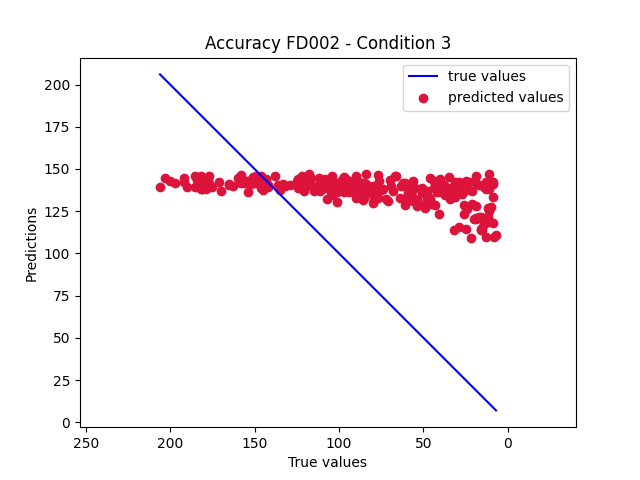 Accuracy FD002 - Condition 3
true values
predicted values
Predictions
200
175
150
125
100
75
50
25
0
250 200 150 100 50 0
True values